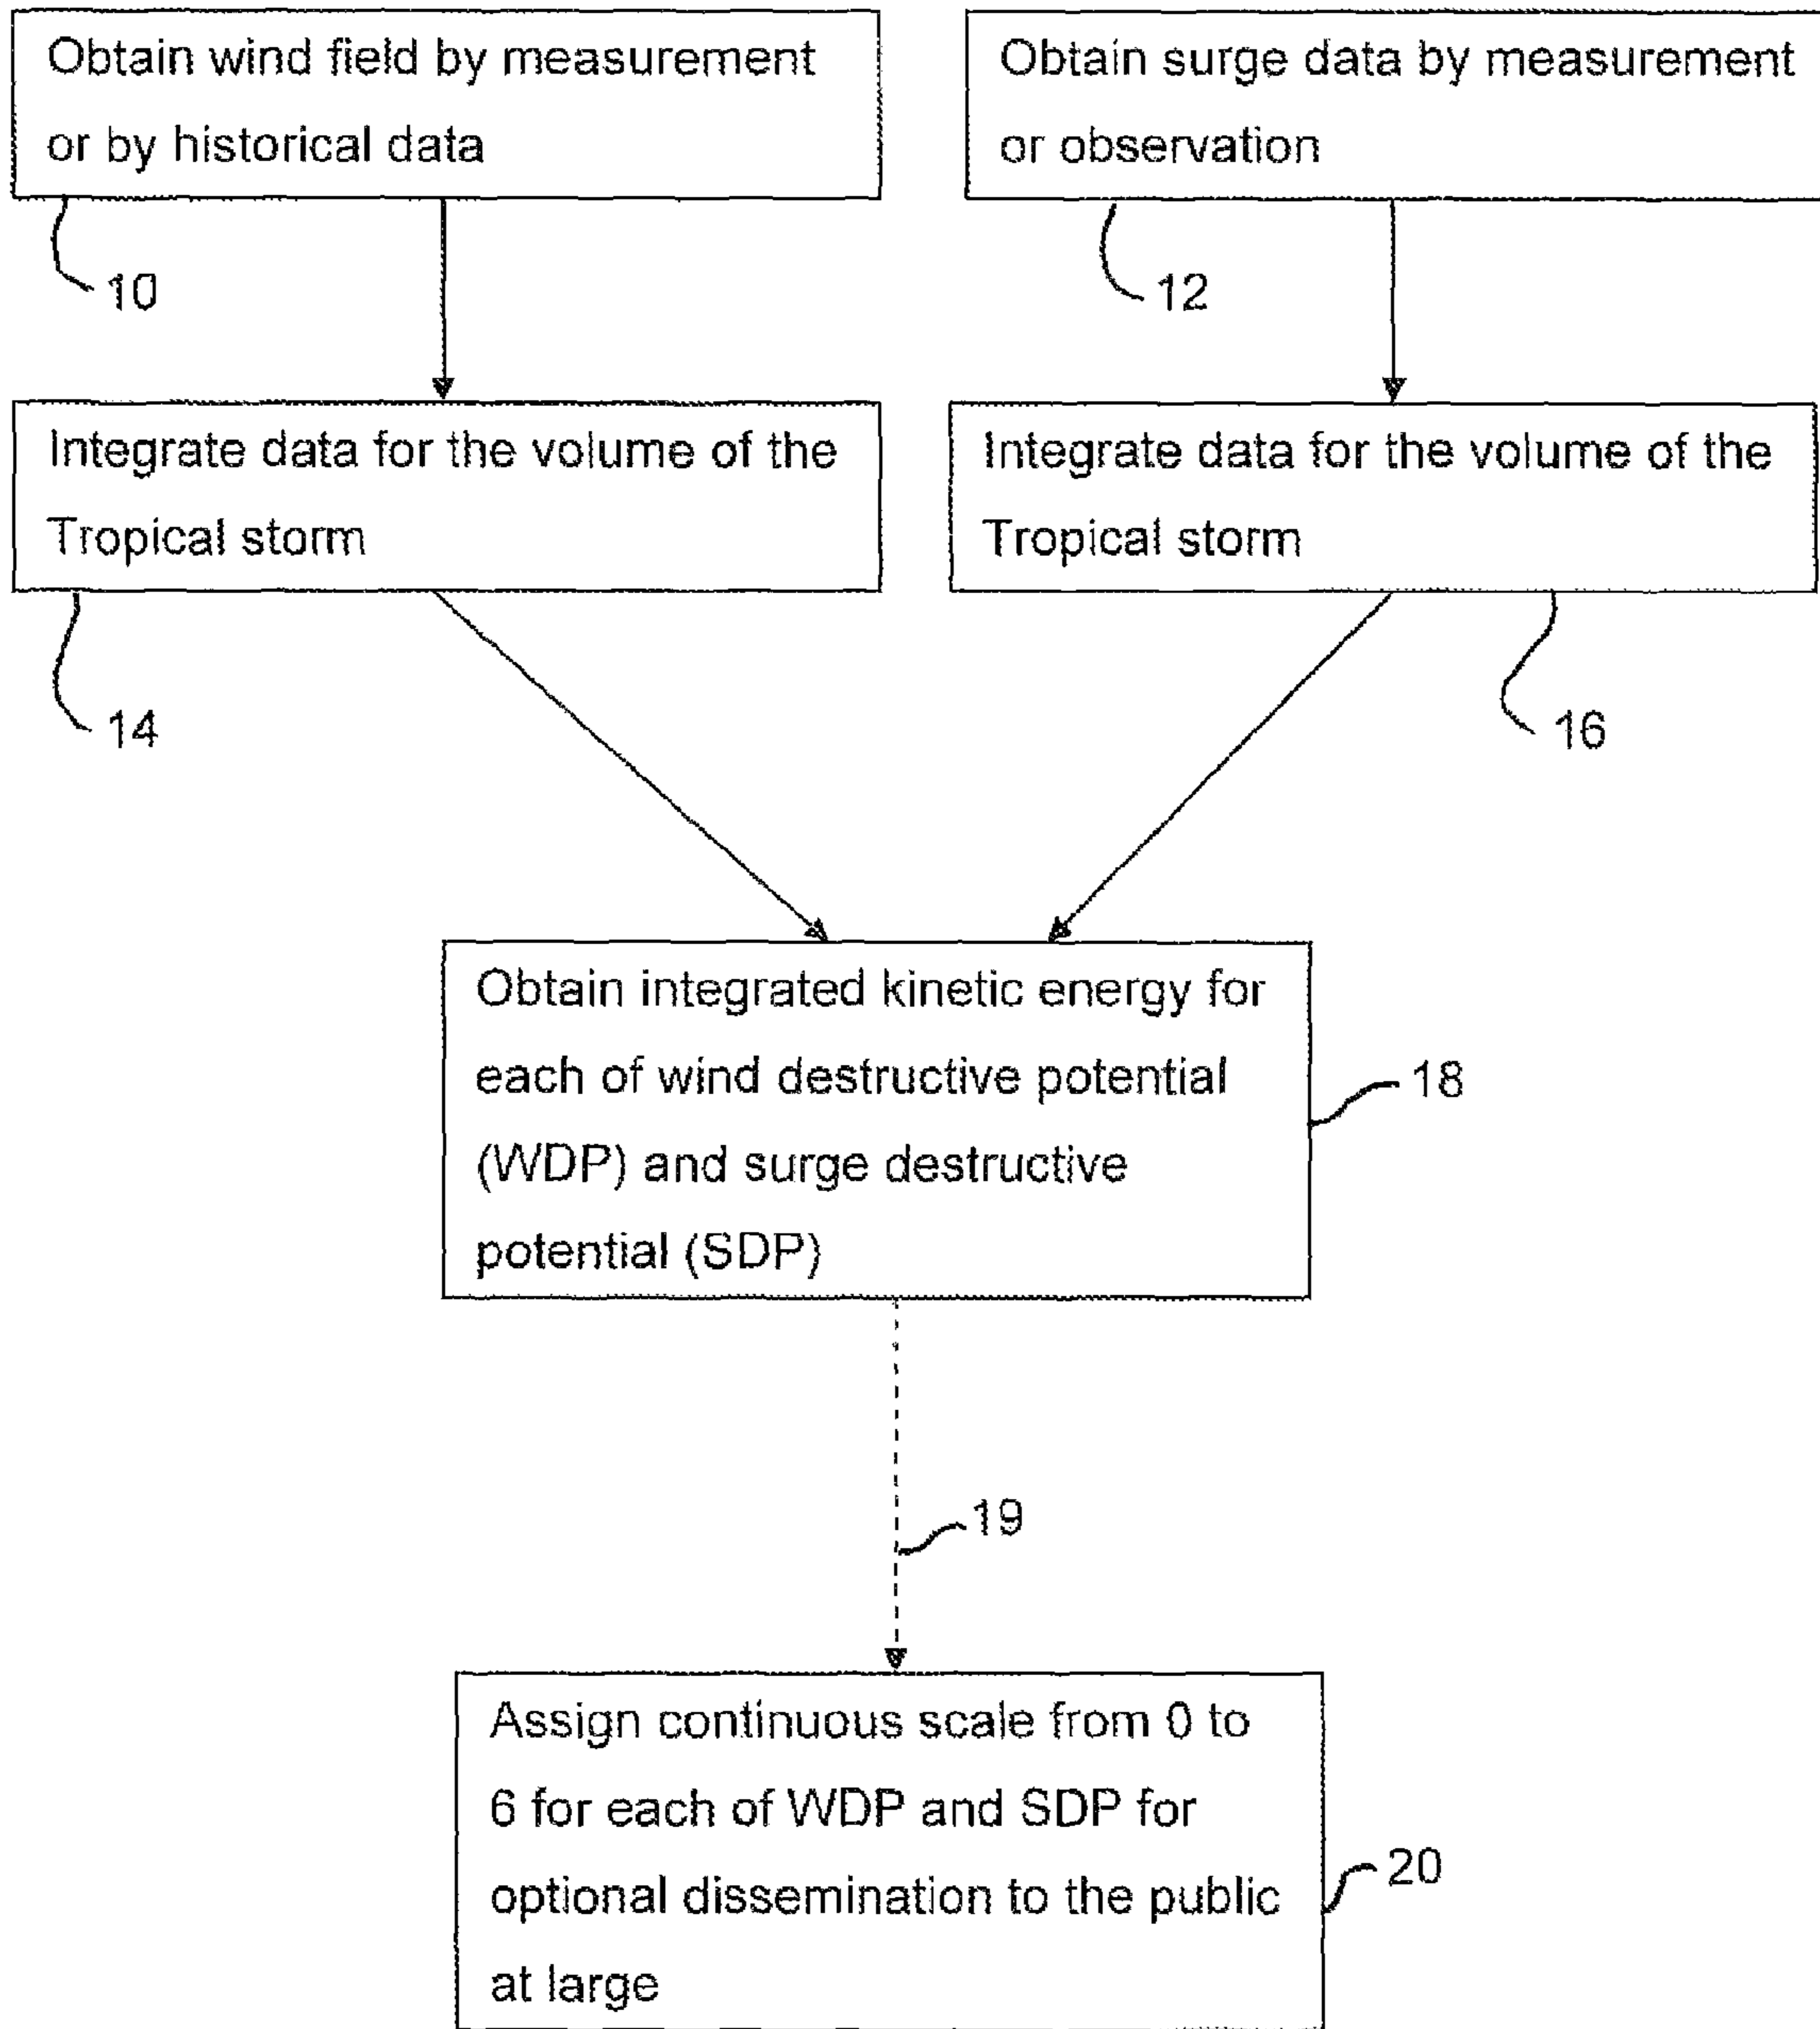 Obtain wind field by measurement
or by historical data
10
Obtain surge data by measurement
or observation
12
Integrate data for the volume of the
Tropical storm
14
Integrate data for the volume of the
Tropical storm
16
Obtain integrated kinetic energy for
each of wind destructive potential
(WDP) and surge destructive
potential (SDP)
18
19
Assign continuous scale from 0 to
6 for each of WDP and SDP for
optional dissemination to the public
at large
20